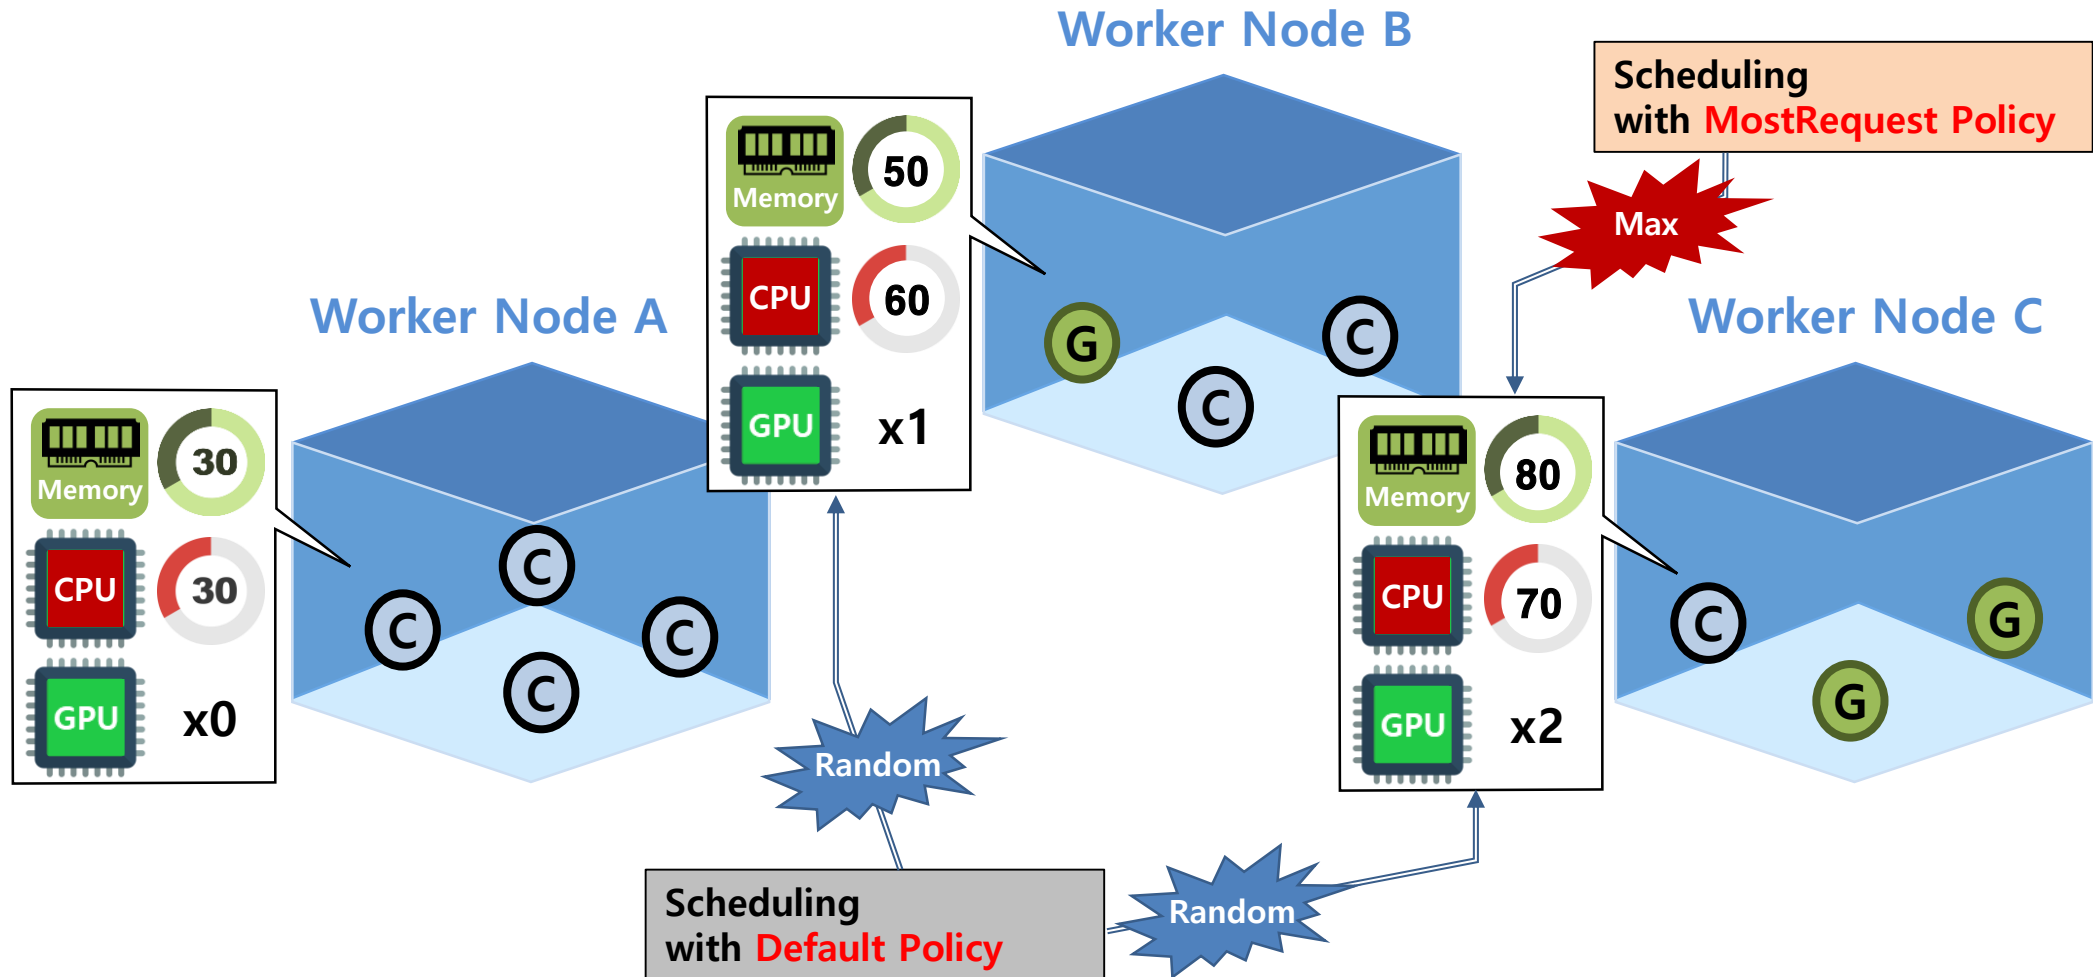 Worker Node B
Scheduling
with MostRequest Policy
Max
Memory
50
CPU
60
GPU
x1
G
C
C
Worker Node A
Memory
30
CPU
30
GPU
x0
C
C
C
C
Worker Node C
Memory
80
CPU
70
GPU
x2
C
G
G
Random
Random
Scheduling
with Default Policy